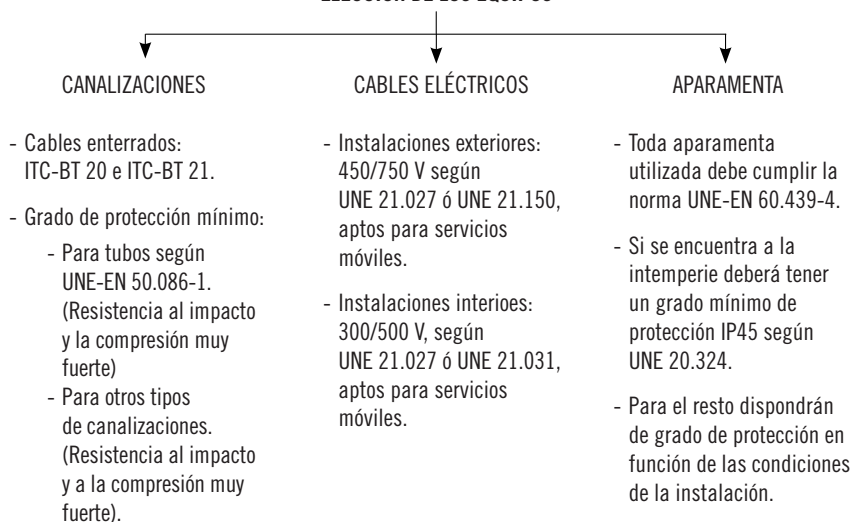 CANALIZACIONES
- Cables enterrados:
ITC-BT 20 e ITC-BT 21.
- Grado de protección mínimo:
- Para tubos según
UNE-EN 50.086-1.
(Resistencia al impacto
y la compresión muy
fuerte)
- Para otros tipos
de canalizaciones.
(Resistencia al impacto
y a la compresión muy
fuerte).
CABLES ELÉCTRICOS
- Instalaciones exteriores:
450/750 V según
UNE 21.027 ó UNE 21.150,
aptos para servicios
móviles.
- Instalaciones interioes:
300/500 V, según
UNE 21.027 ó UNE 21.031,
aptos para servicios
móviles.
APARAMENTA
- Toda aparamenta
utilizada debe cumplir la
norma UNE-EN 60.439-4.
- Si se encuentra a la
intemperie deberá tener
un grado mínimo de
protección IP45 según
UNE 20.324.
- Para el resto dispondrán
de grado de protección en
función de las condiciones
de la instalación.